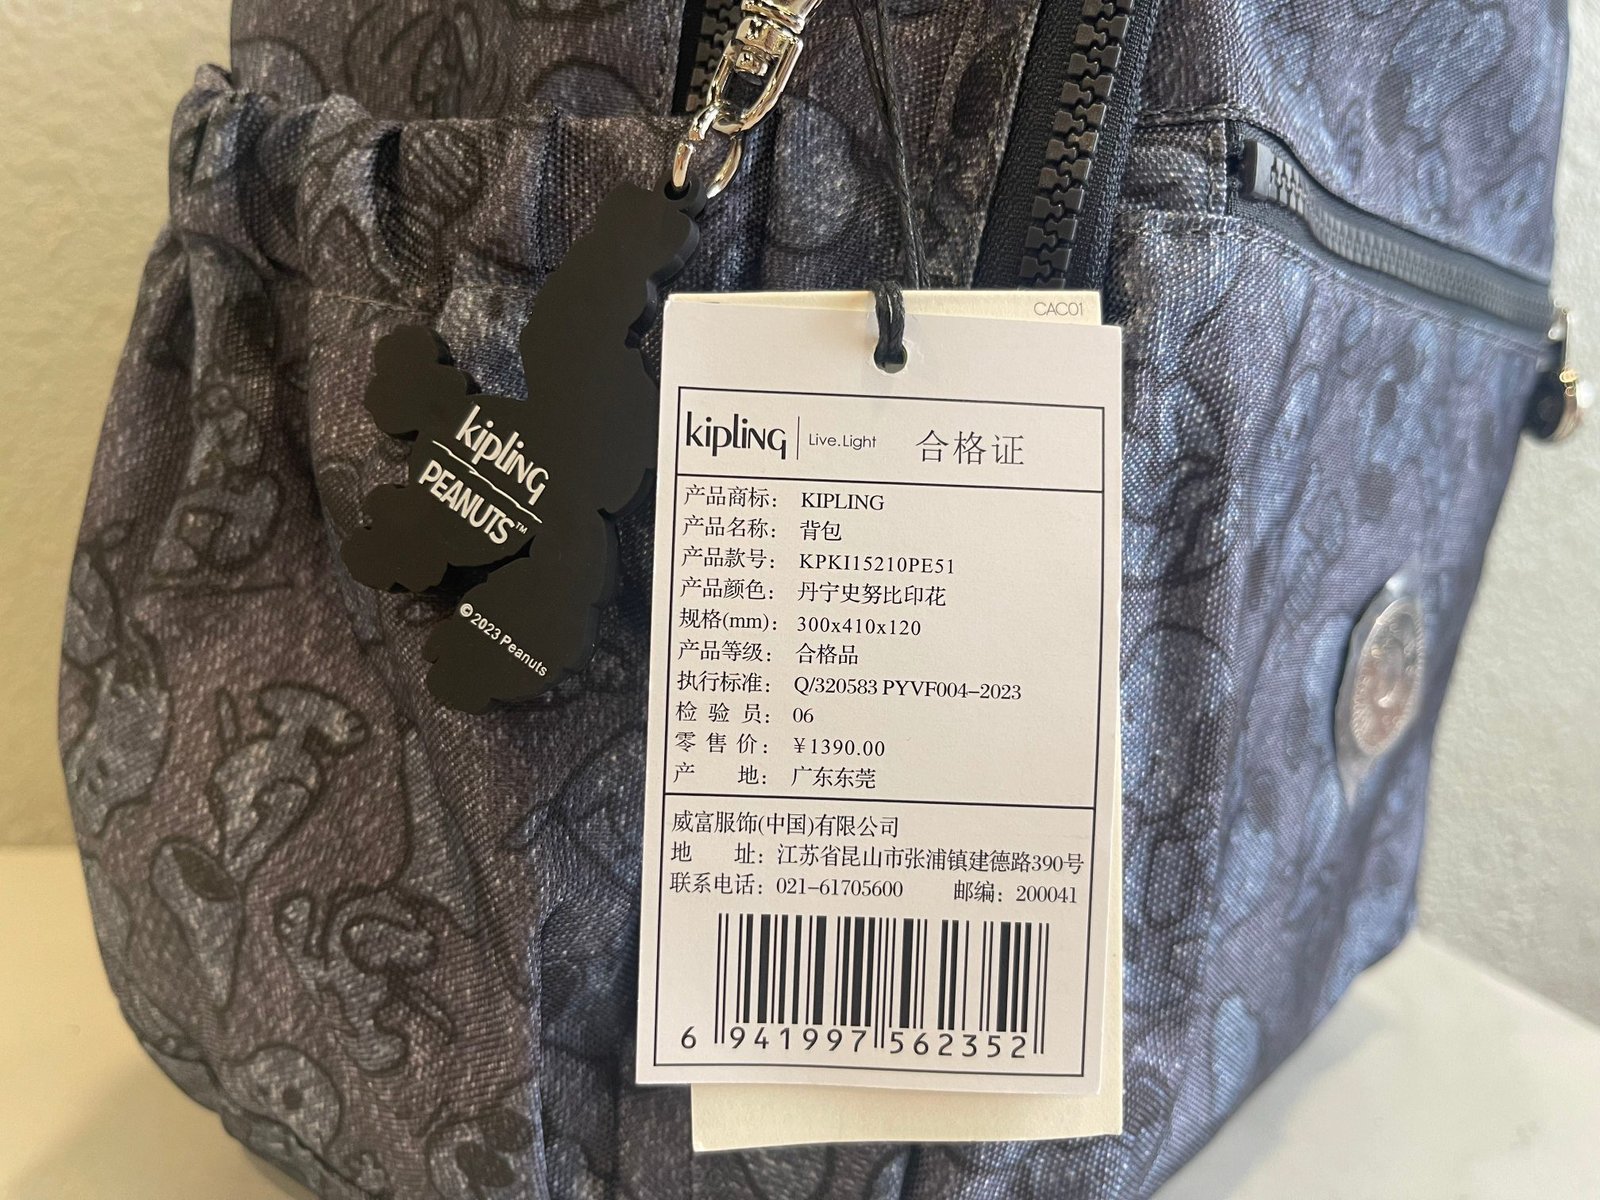 CAC01
kipling | Live.Light 合格证
产品商标： KIPLING
产品名称： 背包
产品款号： KPKI15210PE51
产品颜色： 丹宁史努比印花
规格(mm)： 300x410x120
产品等级： 合格品
执行标准： Q/320583 PYVF004-2023
检 验 员： 06
零 售 价： ¥1390.00
产 地： 广东东莞
威富服饰(中国)有限公司
地 址： 江苏省昆山市张浦镇建德路390号
联系电话： 021-61705600 邮编： 200041
6 941997 562352
kipling
PEANUTS™
©2023 Peanuts